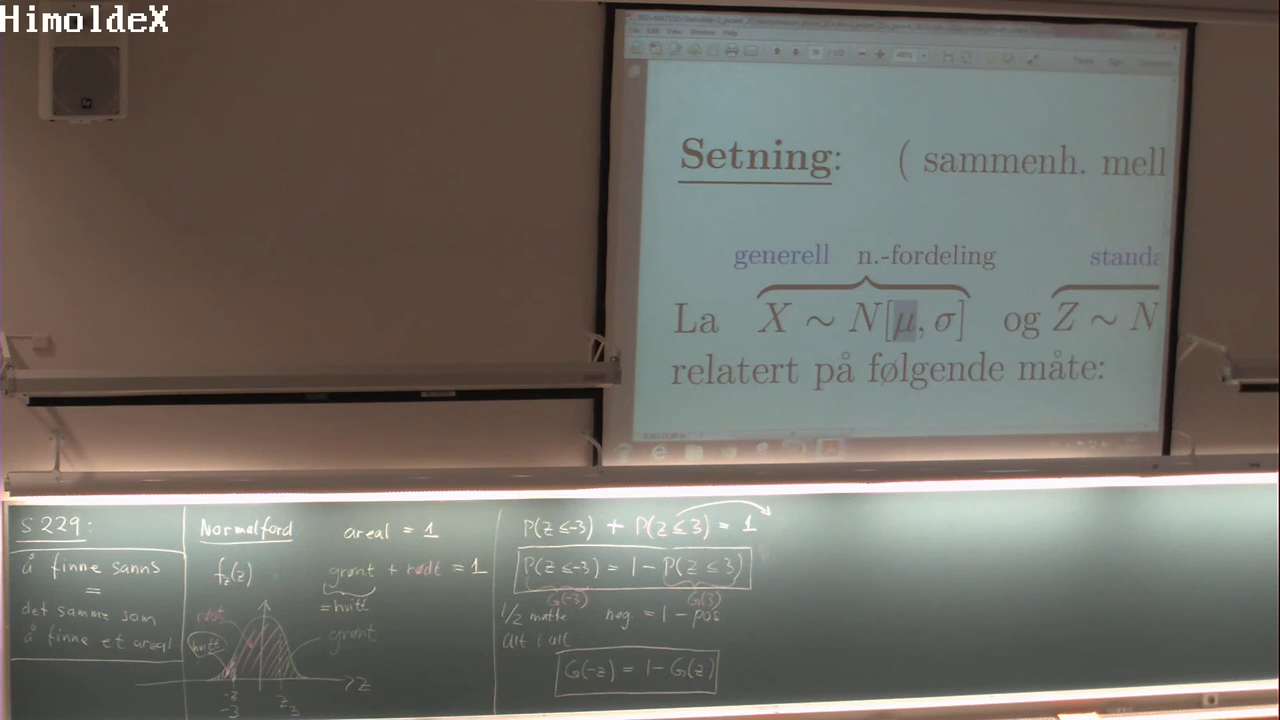 HimoldeX
Setning: ( sammenh. mell
generell n.-fordeling standa
La X ∼ N[μ, σ] og Z ∼ N
relatert på følgende måte:
S 229:
å finne sanns
=
det samme som
å finne et areal
Normalford areal = 1
f_z(z) grønt + rødt = 1
= hvitt
rødt
hvitt
grønt
-z z z
-3 3
P(Z ≤ -3) + P(Z ≤ 3) = 1
P(Z ≤ -3) = 1 - P(Z ≤ 3)
G(-3) G(3)
1/2 matte neg. = 1 - pos
alt i alt
G(-z) = 1 - G(z)